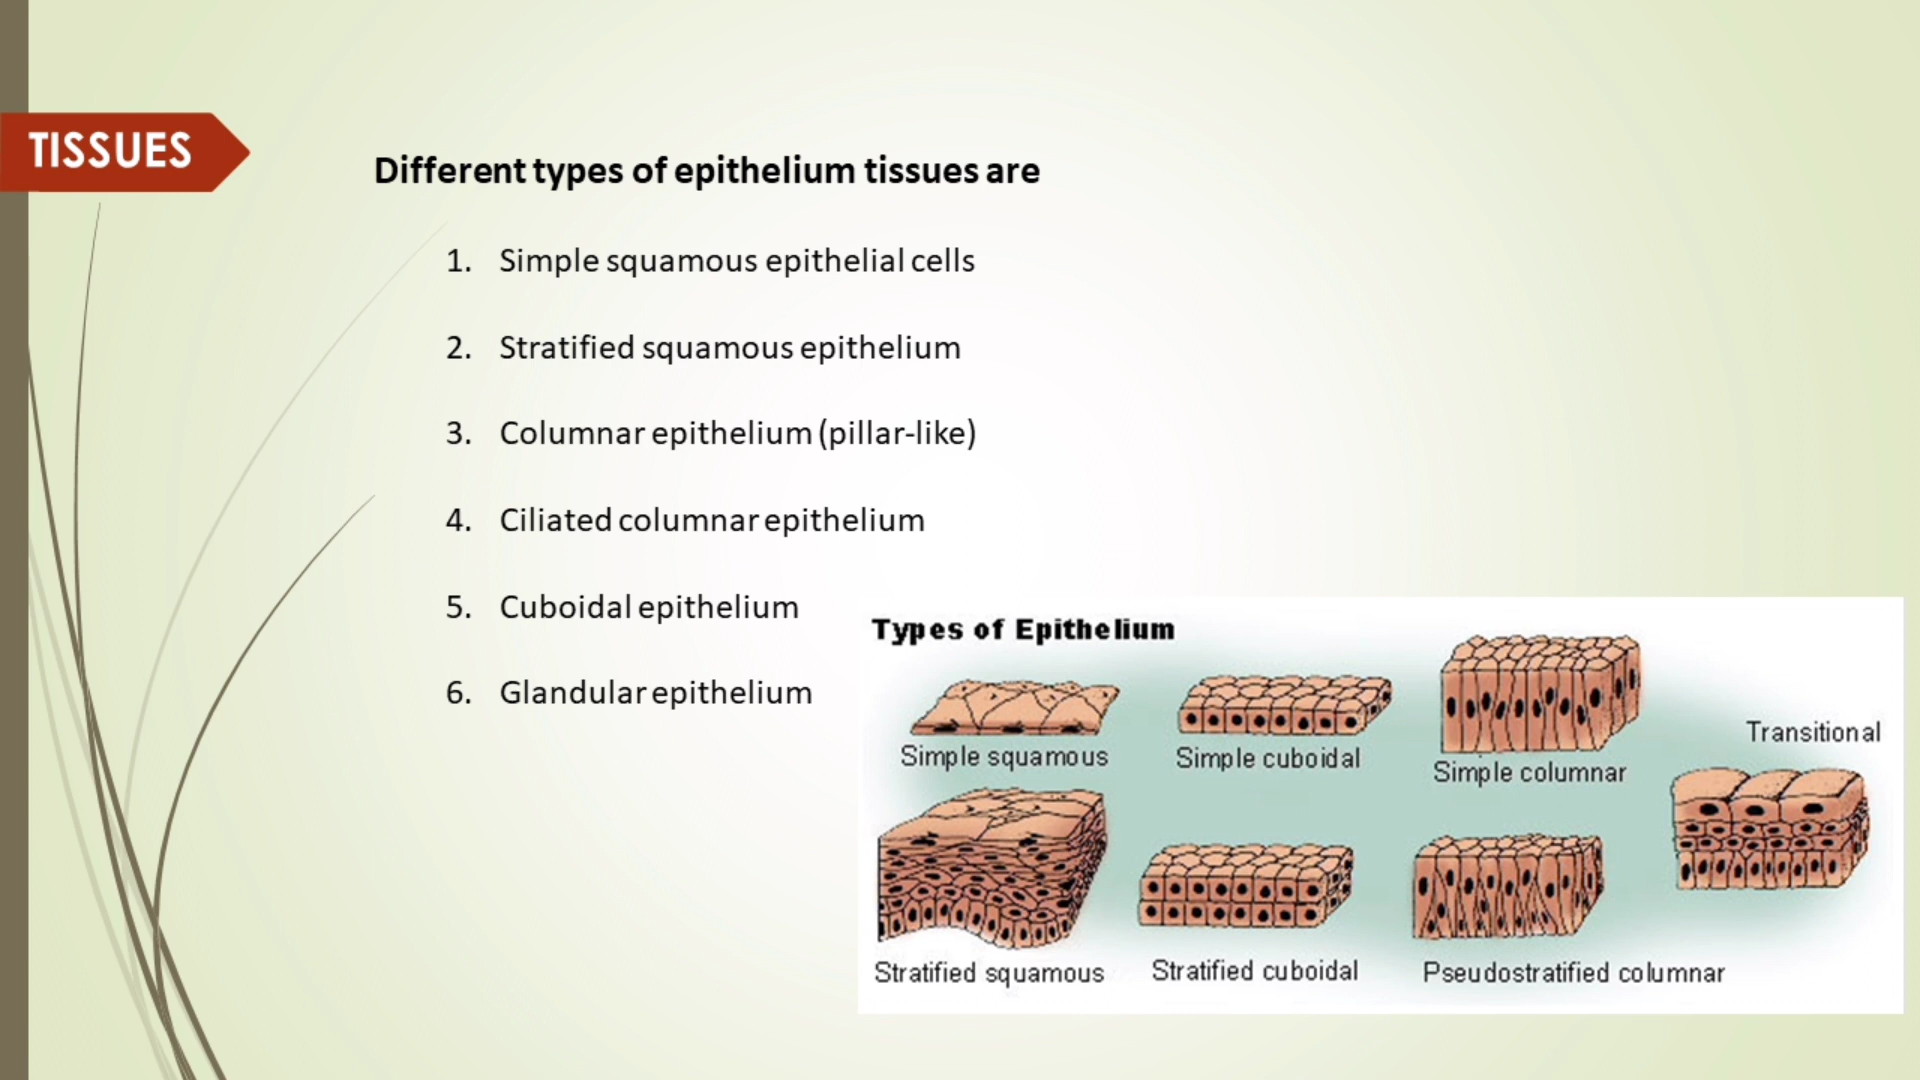 TISSUES
Different types of epithelium tissues are
1. Simple squamous epithelial cells
2. Stratified squamous epithelium
3. Columnar epithelium (pillar-like)
4. Ciliated columnar epithelium
5. Cuboidal epithelium
6. Glandular epithelium
Types of Epithelium
Simple squamous
Simple cuboidal
Simple columnar
Transitional
Stratified squamous
Stratified cuboidal
Pseudostratified columnar